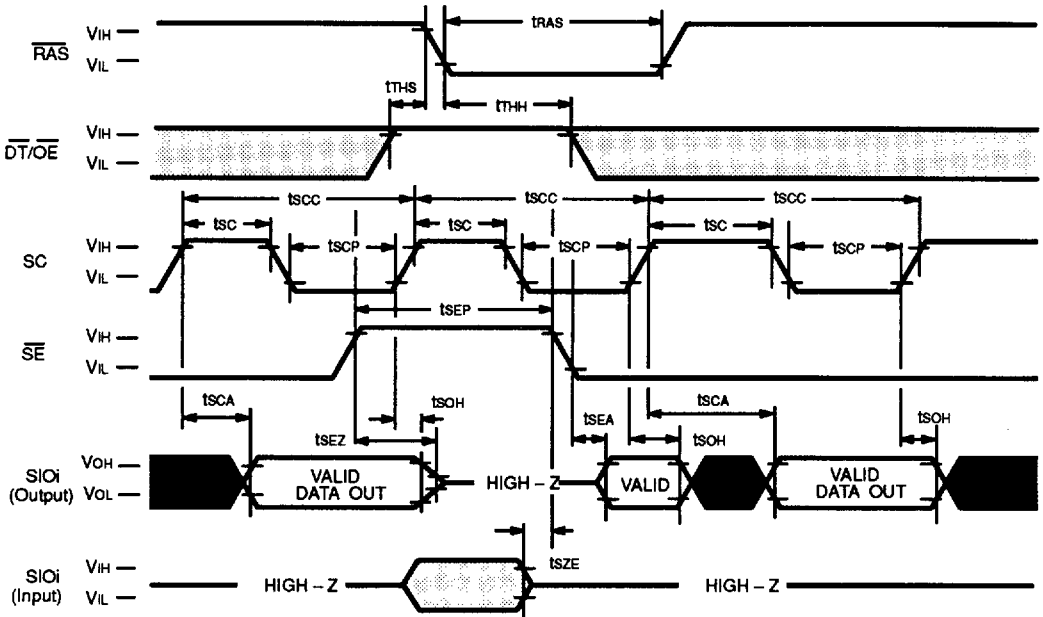 tRAS
VIH
RAS
VIL
tTHS
tTHH
VIH
DT/OE
VIL
tSCC tSCC tSCC
tSC tSC tSC
VIH
tSCP tSCP tSCP
SC
VIL
tSEP
VIH
SE
VIL
tSCA tSOH tSEA tSCA tSOH
tSEZ tSOH
VOH
SIOi
(Output)
VOL
VALID
DATA OUT
HIGH – Z
VALID
VALID
DATA OUT
tSZE
VIH
SIOi
(Input)
VIL
HIGH – Z
HIGH – Z